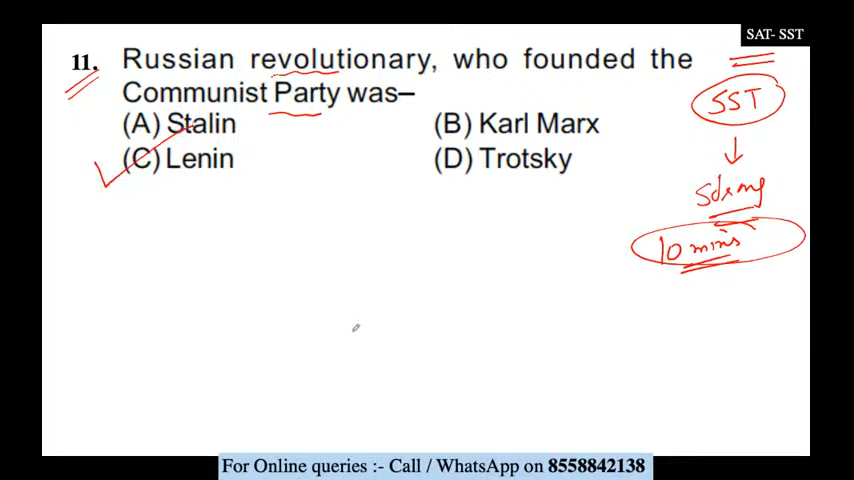 SAT- SST
11. Russian revolutionary, who founded the
Communist Party was–
(A) Stalin (B) Karl Marx
(C) Lenin (D) Trotsky
SST
10 mins
For Online queries :- Call / WhatsApp on 8558842138